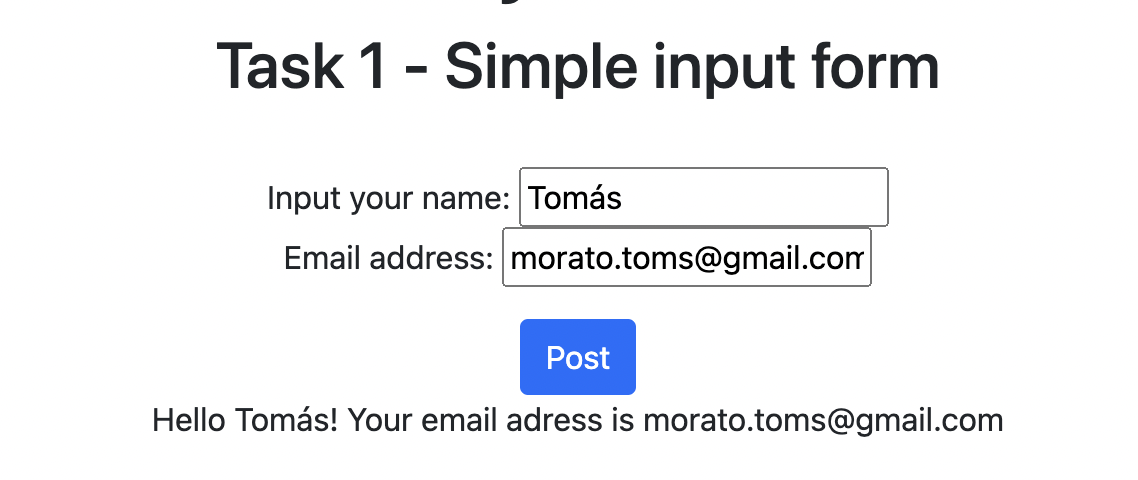 Task 1 - Simple input form
Input your name: Tomás
Email address: morato.toms@gmail.com
Post
Hello Tomás! Your email adress is morato.toms@gmail.com